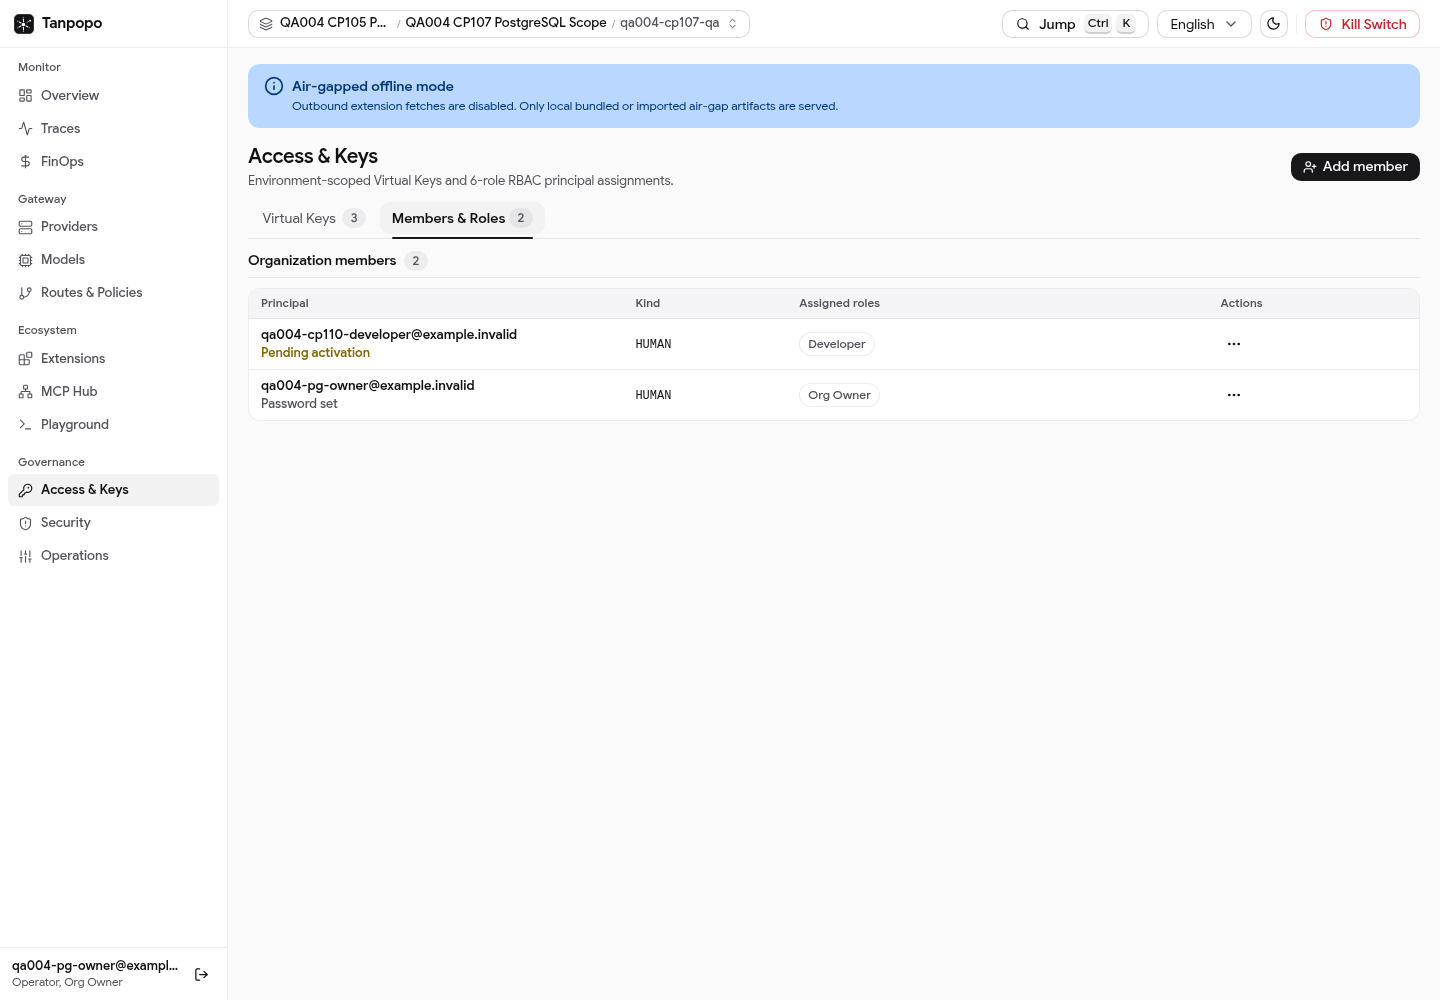 Tanpopo
Monitor
Overview
Traces
FinOps
Gateway
Providers
Models
Routes & Policies
Ecosystem
Extensions
MCP Hub
Playground
Governance
Access & Keys
Security
Operations
qa004-pg-owner@exampl...
Operator, Org Owner
QA004 CP105 P... / QA004 CP107 PostgreSQL Scope / qa004-cp107-qa
Jump Ctrl K
English
Kill Switch
Air-gapped offline mode
Outbound extension fetches are disabled. Only local bundled or imported air-gap artifacts are served.
Access & Keys
Environment-scoped Virtual Keys and 6-role RBAC principal assignments.
Add member
Virtual Keys 3 Members & Roles 2
Organization members 2
Principal Kind Assigned roles Actions
qa004-cp110-developer@example.invalid
Pending activation
HUMAN
Developer
qa004-pg-owner@example.invalid
Password set
HUMAN
Org Owner